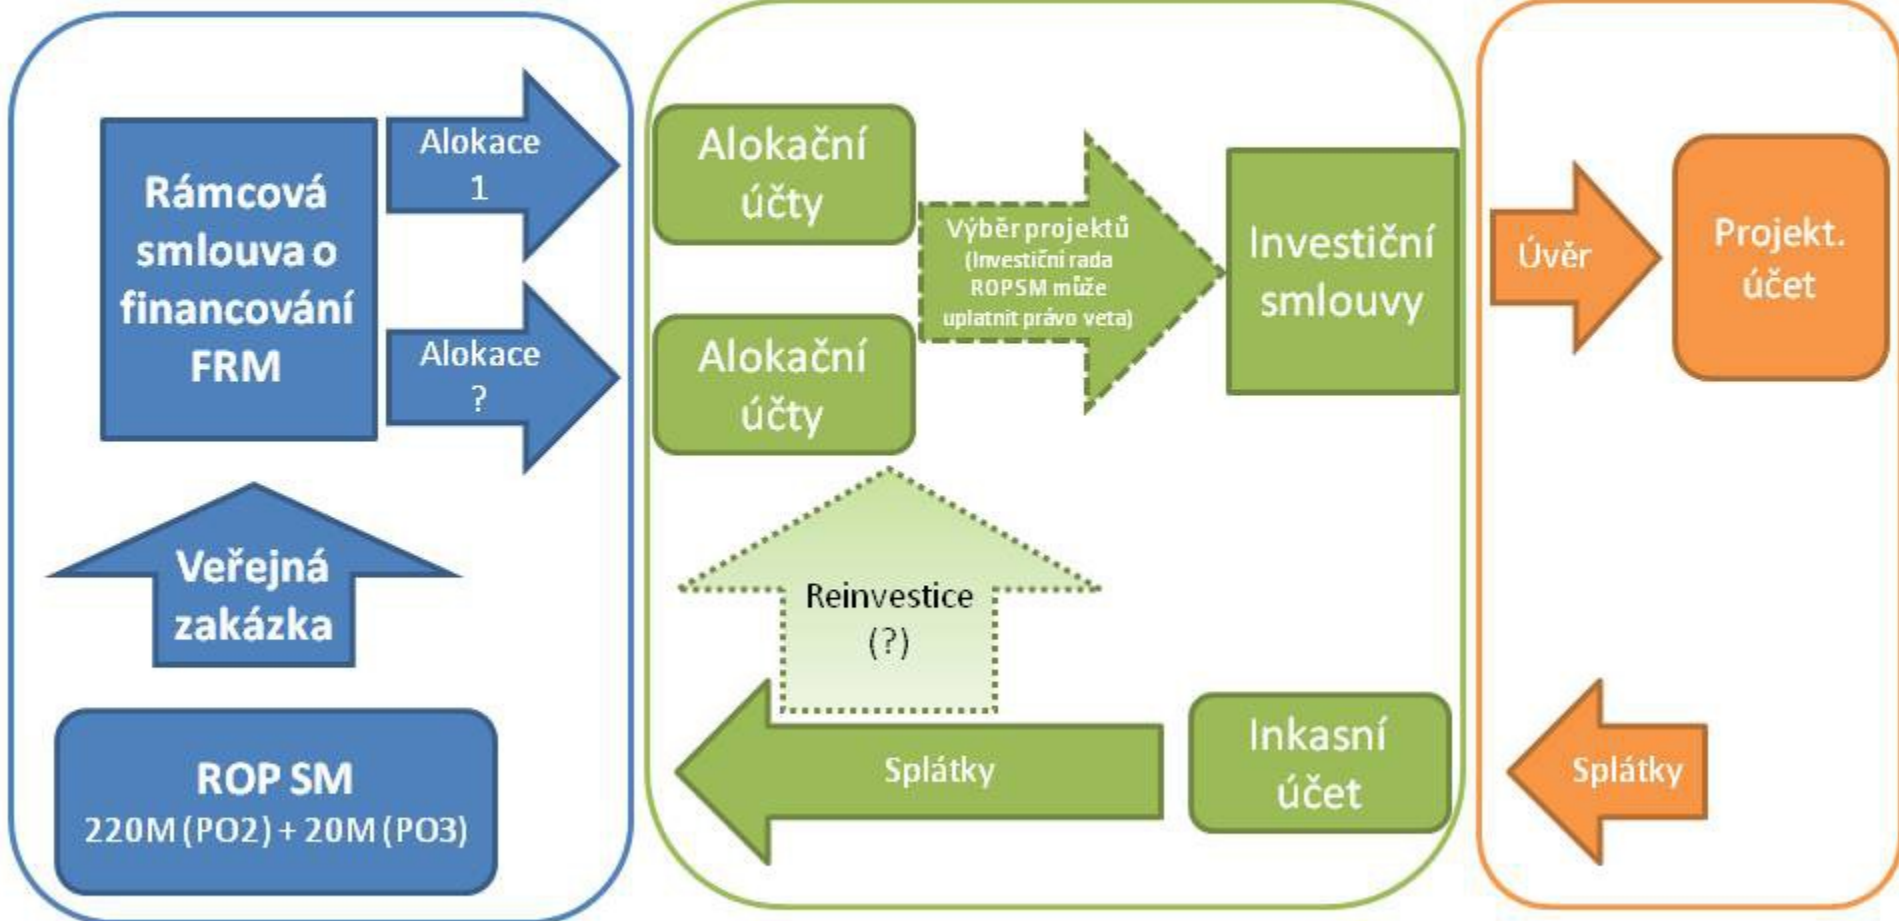 Rámcová
smlouva o
financování
FRM
Alokace
1
Alokace
?
Veřejná
zakázka
ROP SM
220M (PO2) + 20M (PO3)
Alokační
účty
Alokační
účty
Výběr projektů
(Investiční rada
ROPSM může
uplatnit právo veta)
Investiční
smlouvy
Reinvestice
(?)
Splátky
Inkasní
účet
Úvěr
Projekt.
účet
Splátky